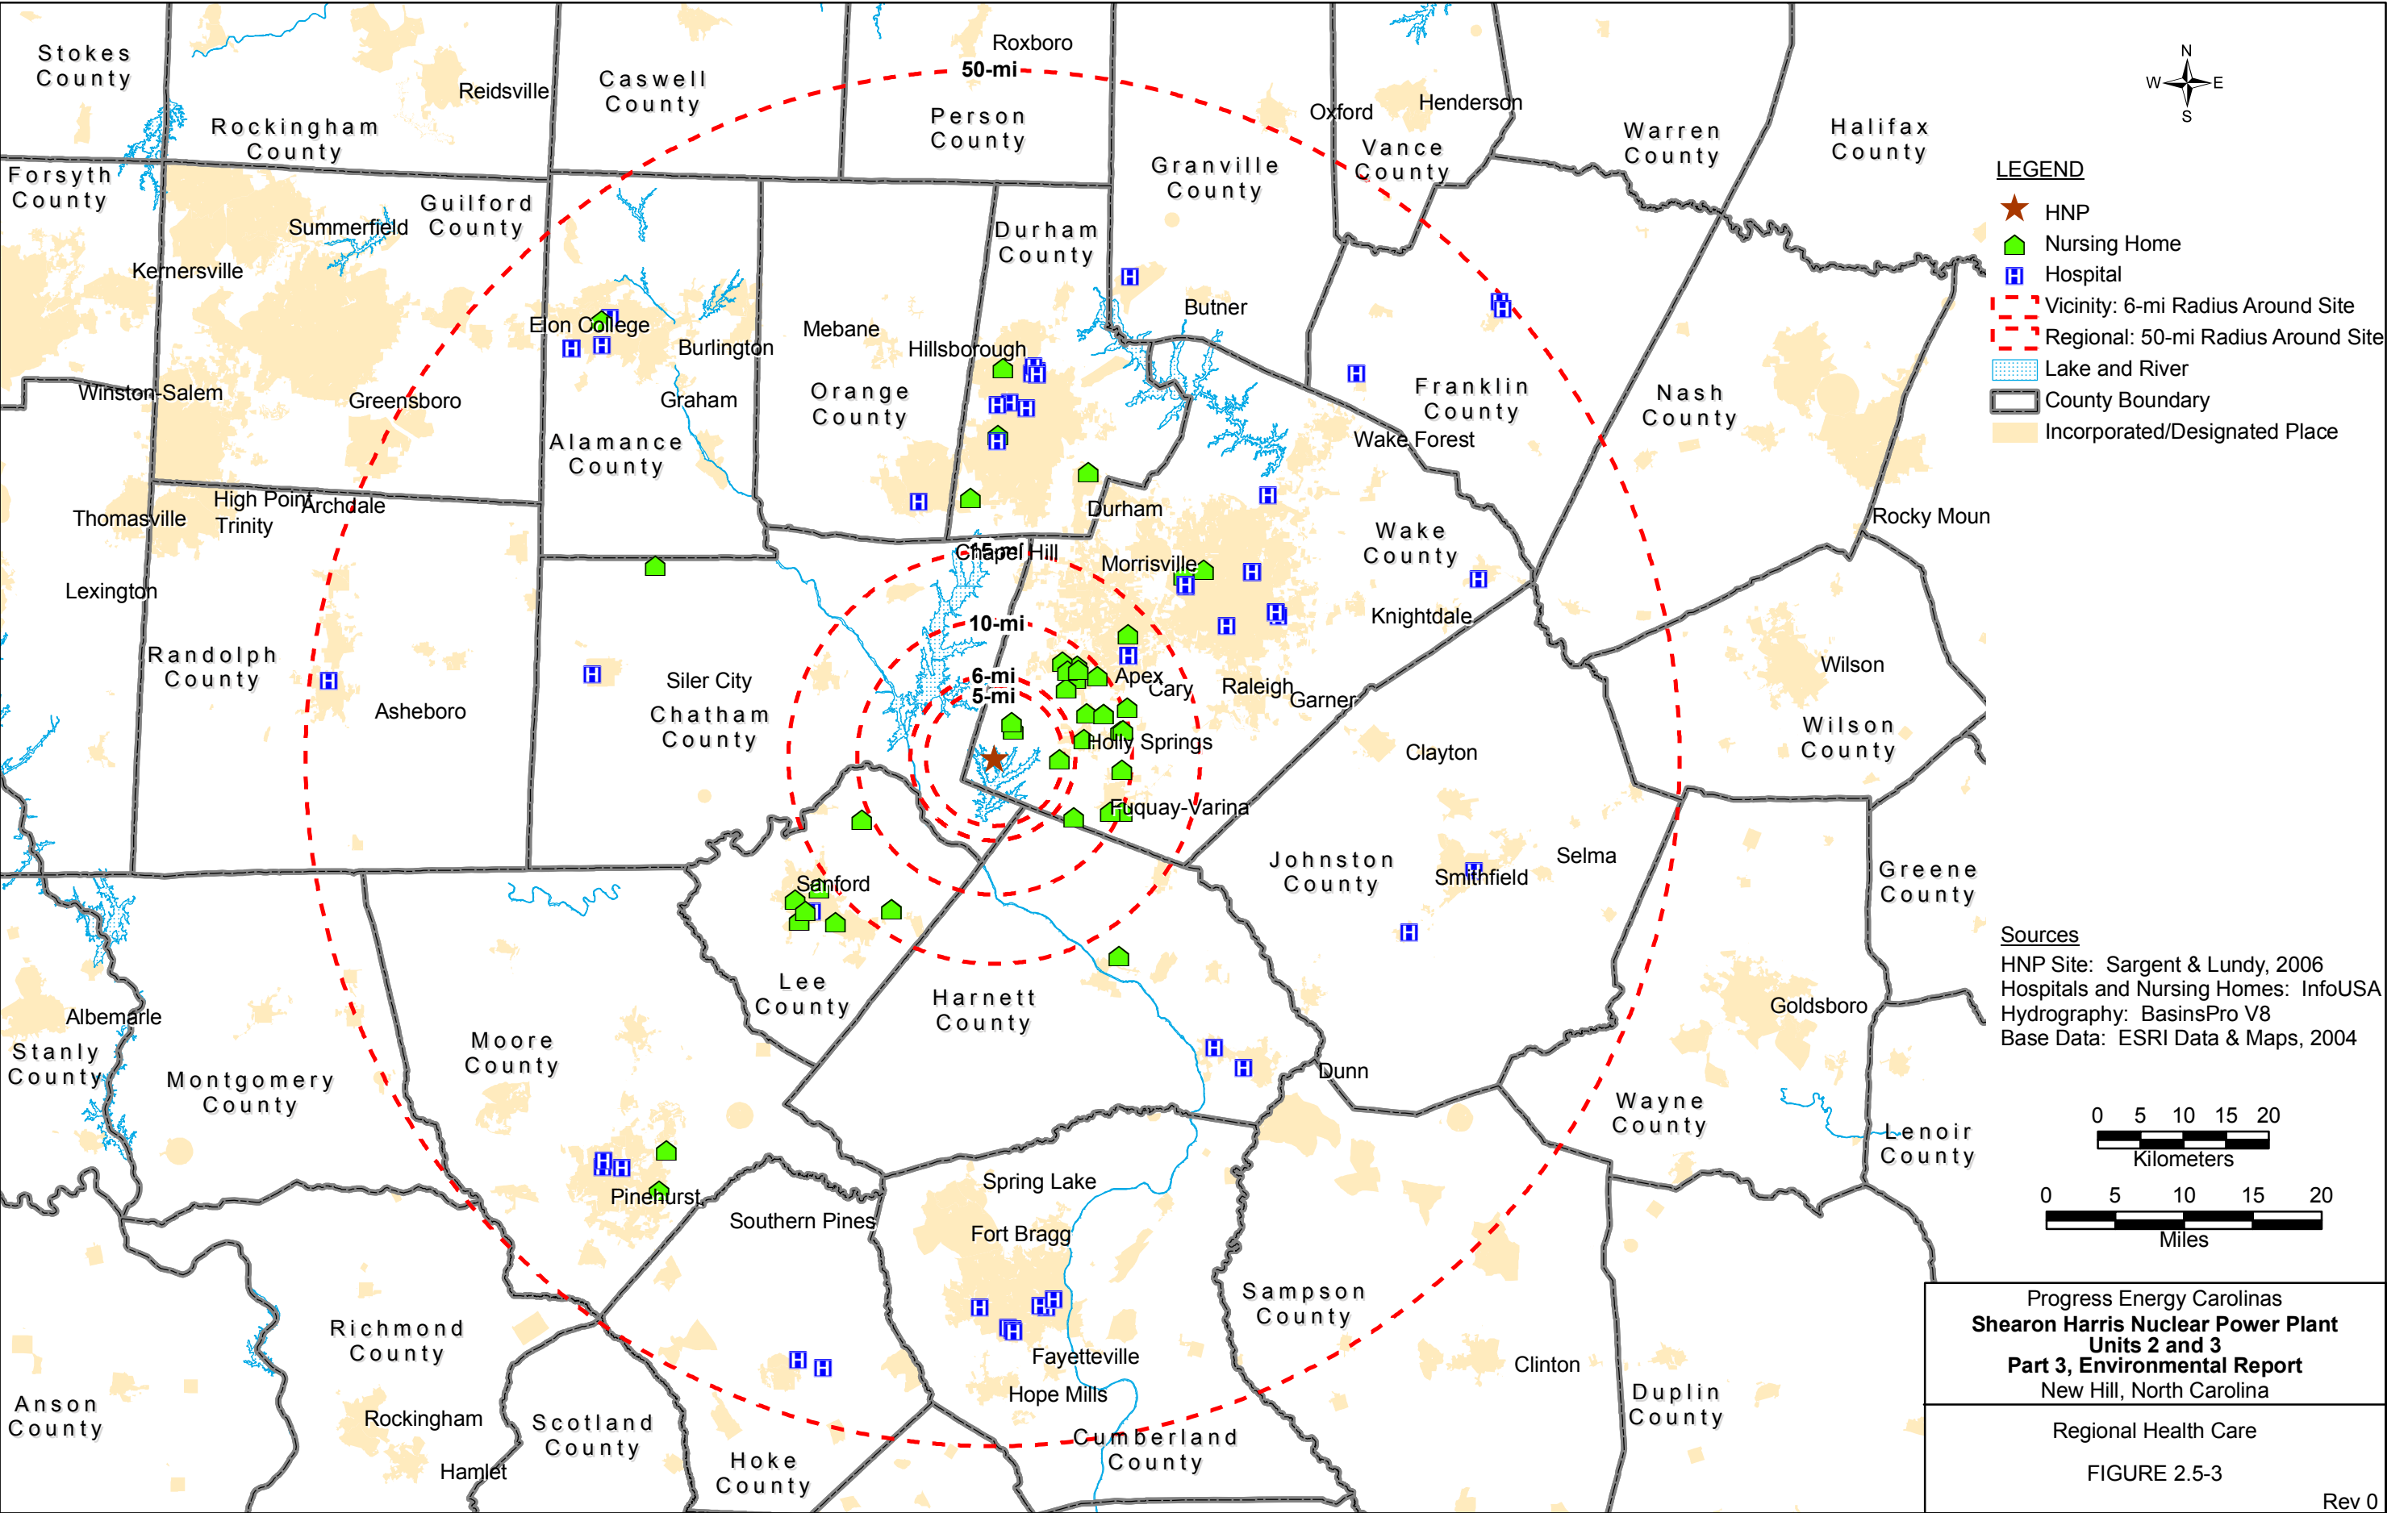 Stokes
County
Rockingham
County
Reidsville
Caswell
County
Roxboro
50-mi
Person
County
Granville
County
Oxford
Henderson
Vance
County
Warren
County
Halifax
County
Forsyth
County
Guilford
County
Summerfield
Kernersville
Durham
County
Butner
Elon College
Burlington
Mebane
Hillsborough
Orange
County
Winston-Salem
Greensboro
Graham
Alamance
County
Franklin
County
Nash
County
Wake Forest
High Point
Archdale
Thomasville
Trinity
Durham
Rocky Moun
Wake
County
15-mi
Chapel Hill
Morrisville
Lexington
Knightdale
10-mi
Randolph
County
Siler City
6-mi
5-mi
Apex
Cary
Raleigh
Garner
Wilson
Asheboro
Chatham
County
Holly Springs
Clayton
Wilson
County
Fuquay-Varina
Johnston
County
Selma
Smithfield
Greene
County
Sanford
Lee
County
Harnett
County
Goldsboro
Albemarle
Stanly
County
Moore
County
Montgomery
County
Dunn
Wayne
County
Lenoir
County
Spring Lake
Pinehurst
Southern Pines
Fort Bragg
Sampson
County
Richmond
County
Fayetteville
Clinton
Hope Mills
Duplin
County
Anson
County
Rockingham
Scotland
County
Cumberland
County
Hoke
County
Hamlet
N
W E
S
LEGEND
HNP
Nursing Home
H Hospital
Vicinity: 6-mi Radius Around Site
Regional: 50-mi Radius Around Site
Lake and River
County Boundary
Incorporated/Designated Place
Sources
HNP Site: Sargent & Lundy, 2006
Hospitals and Nursing Homes: InfoUSA
Hydrography: BasinsPro V8
Base Data: ESRI Data & Maps, 2004
0 5 10 15 20
Kilometers
0 5 10 15 20
Miles
Progress Energy Carolinas
Shearon Harris Nuclear Power Plant
Units 2 and 3
Part 3, Environmental Report
New Hill, North Carolina
Regional Health Care
FIGURE 2.5-3
Rev 0